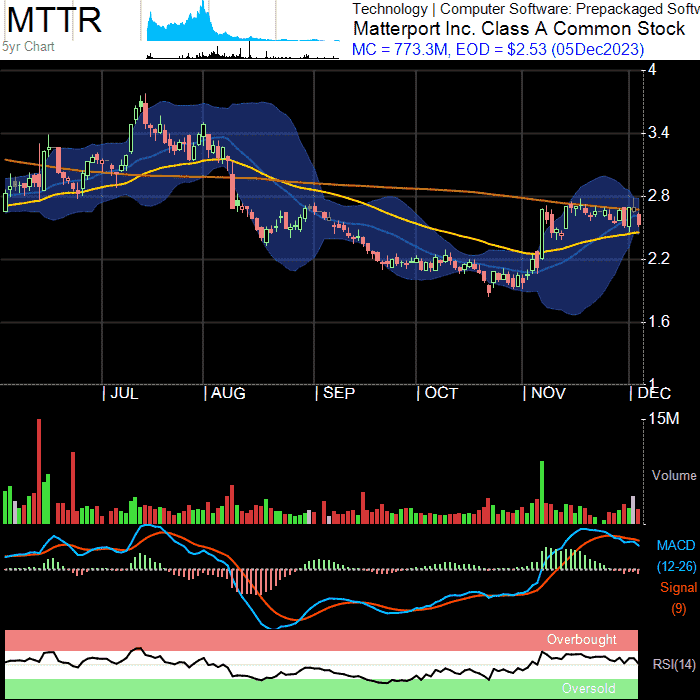 MTTR
5yr Chart
Technology | Computer Software: Prepackaged Softw
Matterport Inc. Class A Common Stock
MC = 773.3M, EOD = $2.53 (05Dec2023)
4
3.4
2.8
2.2
1.6
1
JUL AUG SEP OCT NOV DEC
15M
Volume
MACD
(12-26)
Signal
(9)
Overbought
RSI(14)
Oversold